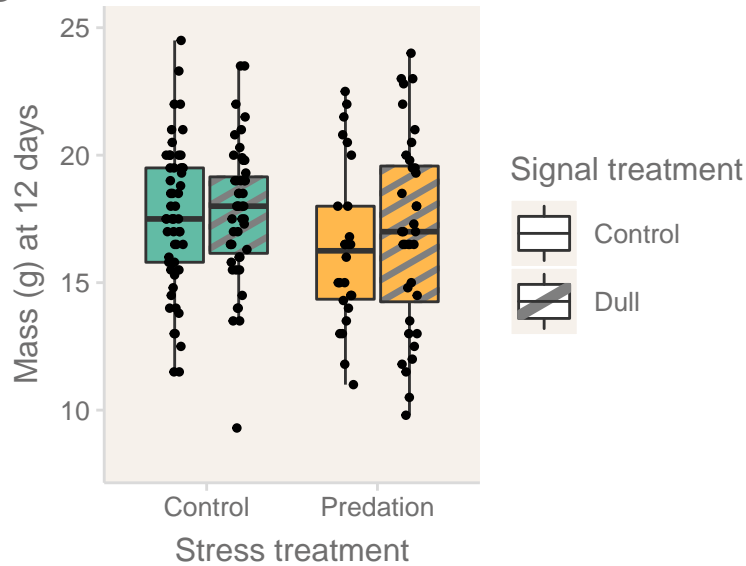 25
20
15
10
Mass (g) at 12 days
Control
Predation
Stress treatment
Signal treatment
Control
Dull